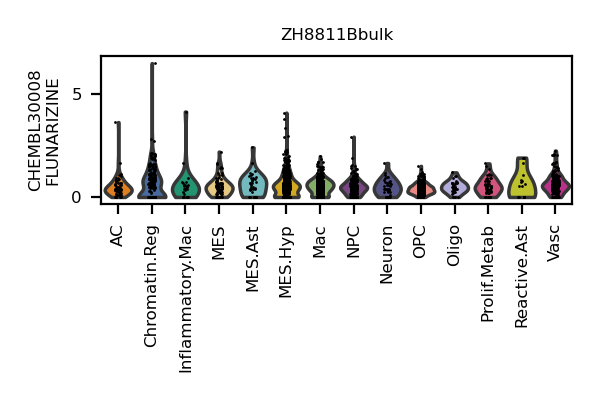 ZH8811Bbulk
CHEMBL30008
FLUNARIZINE
5
0
AC
Chromatin.Reg
Inflammatory.Mac
MES
MES.Ast
MES.Hyp
Mac
NPC
Neuron
OPC
Oligo
Prolif.Metab
Reactive.Ast
Vasc